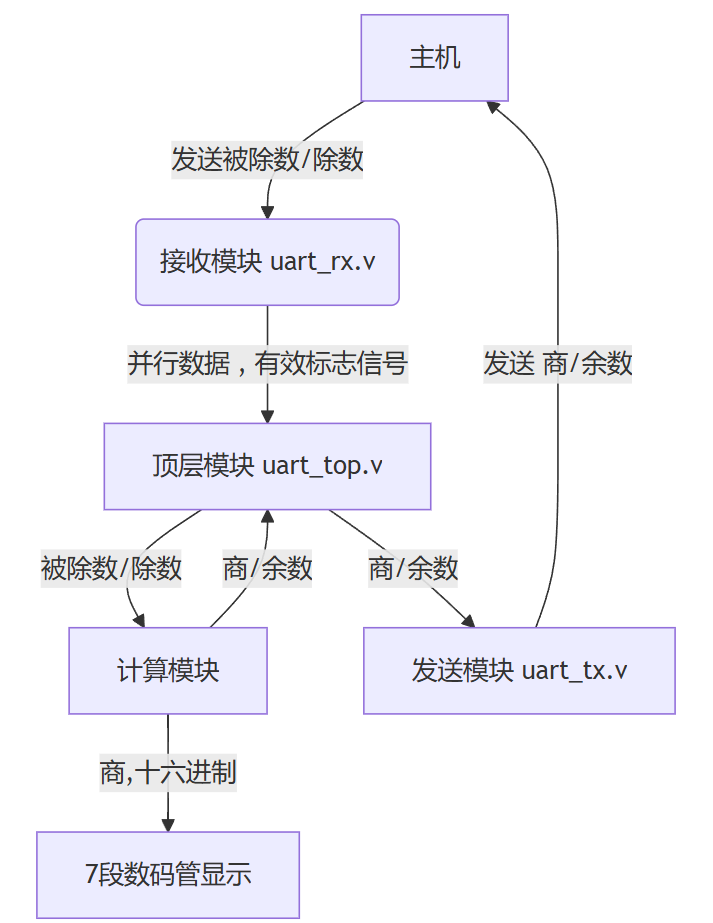 主机
发送被除数/除数
接收模块 uart_rx.v
并行数据，有效标志信号
发送 商/余数
顶层模块 uart_top.v
被除数/除数
商/余数
商/余数
计算模块
发送模块 uart_tx.v
商,十六进制
7段数码管显示